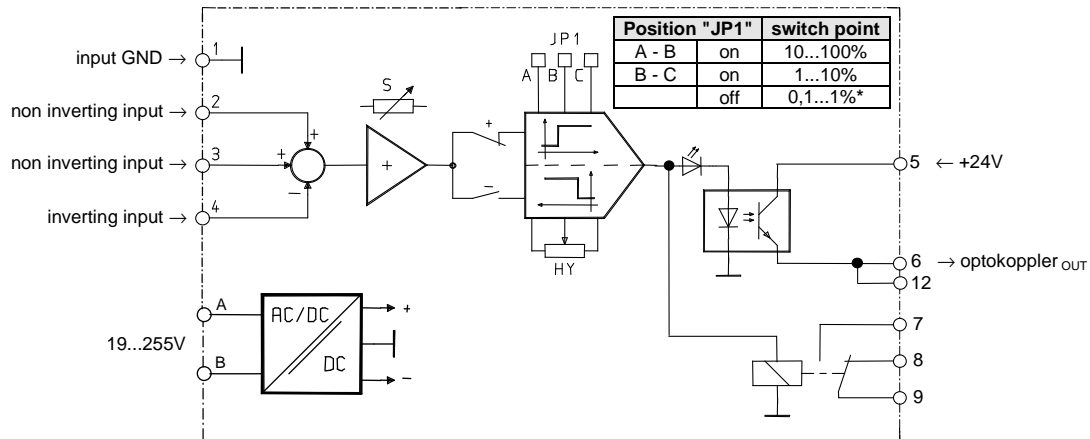 Position "JP1" switch point
A - B on 10...100%
B - C on 1...10%
off 0,1...1%*
input GND → 1
JP1
A B C
S
non inverting input → 2
+
+
non inverting input → 3
+
+
−
−
inverting input → 4
HY
5 ← +24V
6 → optokoppler OUT
12
19...255V
A
B
AC/DC
DC
+
−
7
8
9